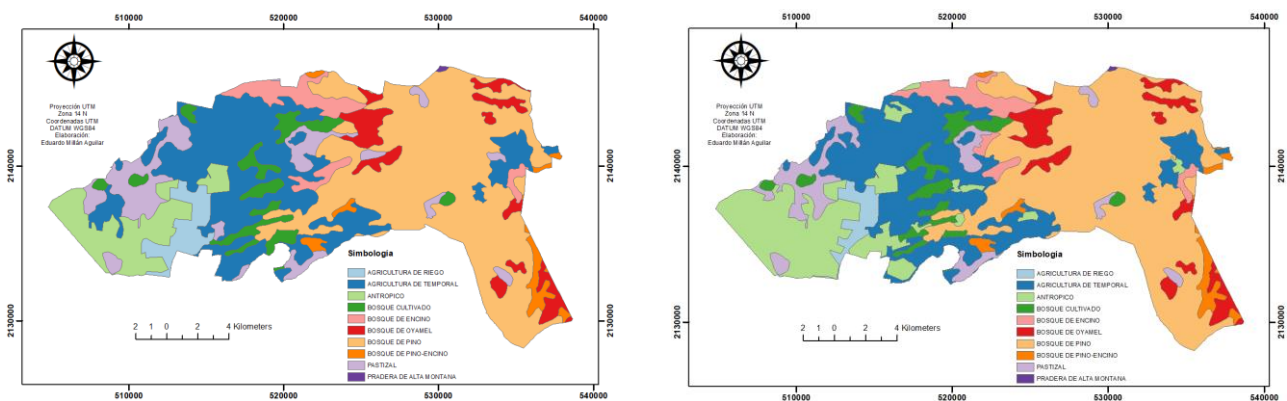 510000 520000 530000 540000
Proyección UTM
Zona 14 N
Coordenadas UTM
DATUM WGS84
Elaboración
Eduardo Millán Aguilar
2140000
2140000
2130000
2130000
Simbología
AGRICULTURA DE RIEGO
AGRICULTURA DE TEMPORAL
ANTROPICO
BOSQUE CULTIVADO
BOSQUE DE ENCINO
BOSQUE DE OYAMEL
BOSQUE DE PINO
BOSQUE DE PINO-ENCINO
PASTIZAL
PRADERA DE ALTA MONTANA
2 1 0 2 4 Kilometers
510000 520000 530000 540000
510000 520000 530000 540000
Proyección UTM
Zona 14 N
Coordenadas UTM
DATUM WGS84
Elaboración
Eduardo Millán Aguilar
2140000
2140000
2130000
2130000
Simbología
AGRICULTURA DE RIEGO
AGRICULTURA DE TEMPORAL
ANTROPICO
BOSQUE CULTIVADO
BOSQUE DE ENCINO
BOSQUE DE OYAMEL
BOSQUE DE PINO
BOSQUE DE PINO-ENCINO
PASTIZAL
PRADERA DE ALTA MONTANA
2 1 0 2 4 Kilometers
510000 520000 530000 540000